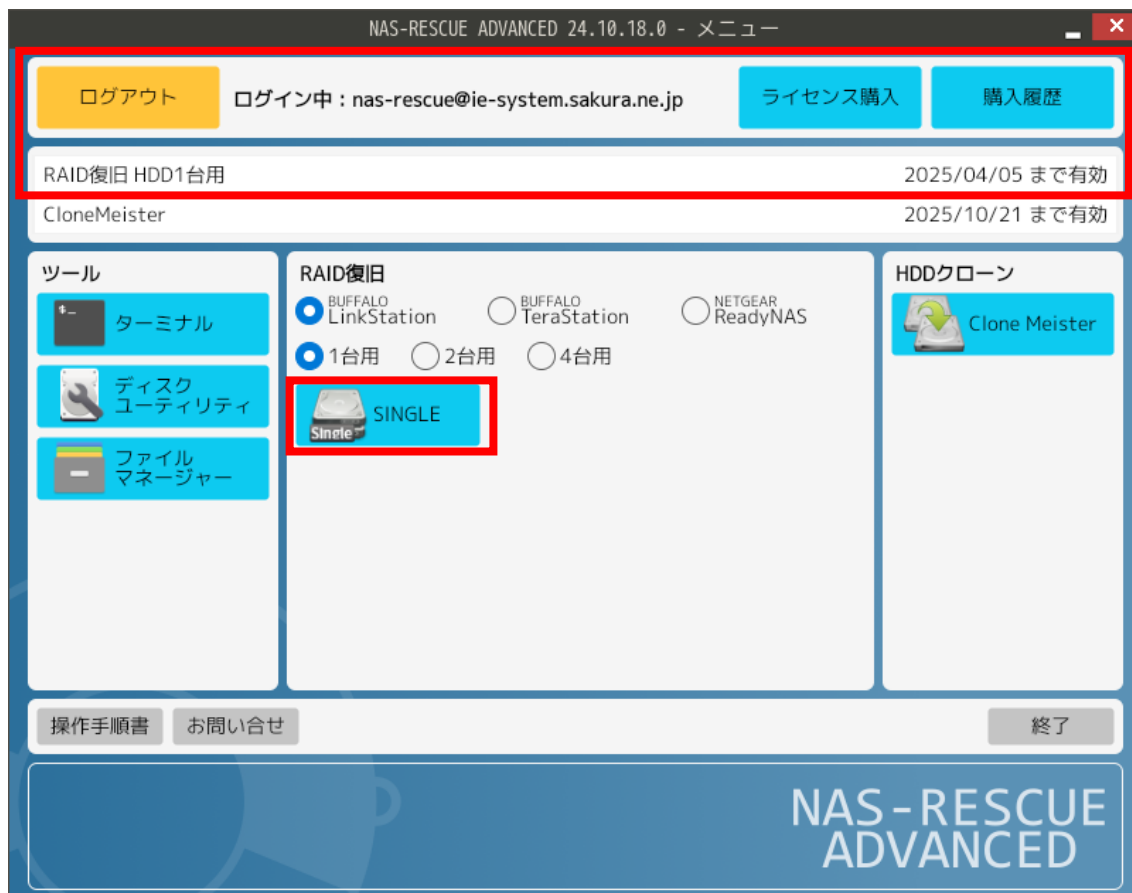 NAS-RESCUE ADVANCED 24.10.18.0 - メニュー
ログアウト ログイン中：nas-rescue@ie-system.sakura.ne.jp ライセンス購入 購入履歴
RAID復旧 HDD1台用 2025/04/05 まで有効
CloneMeister 2025/10/21 まで有効
ツール
ターミナル
ディスク
ユーティリティ
ファイル
マネージャー
RAID復旧
BUFFALO
LinkStation
BUFFALO
TeraStation
NETGEAR
ReadyNAS
1台用 2台用 4台用
Single
SINGLE
HDDクローン
Clone Meister
操作手順書 お問い合せ 終了
NAS-RESCUE
ADVANCED